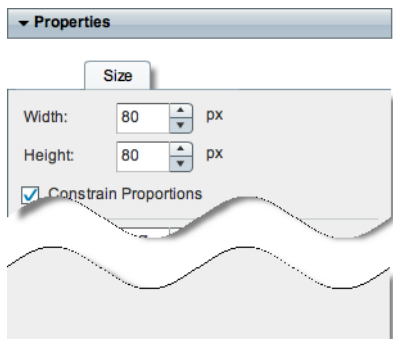 Properties
Size
Width: 80 px
Height: 80 px
Constrain Proportions